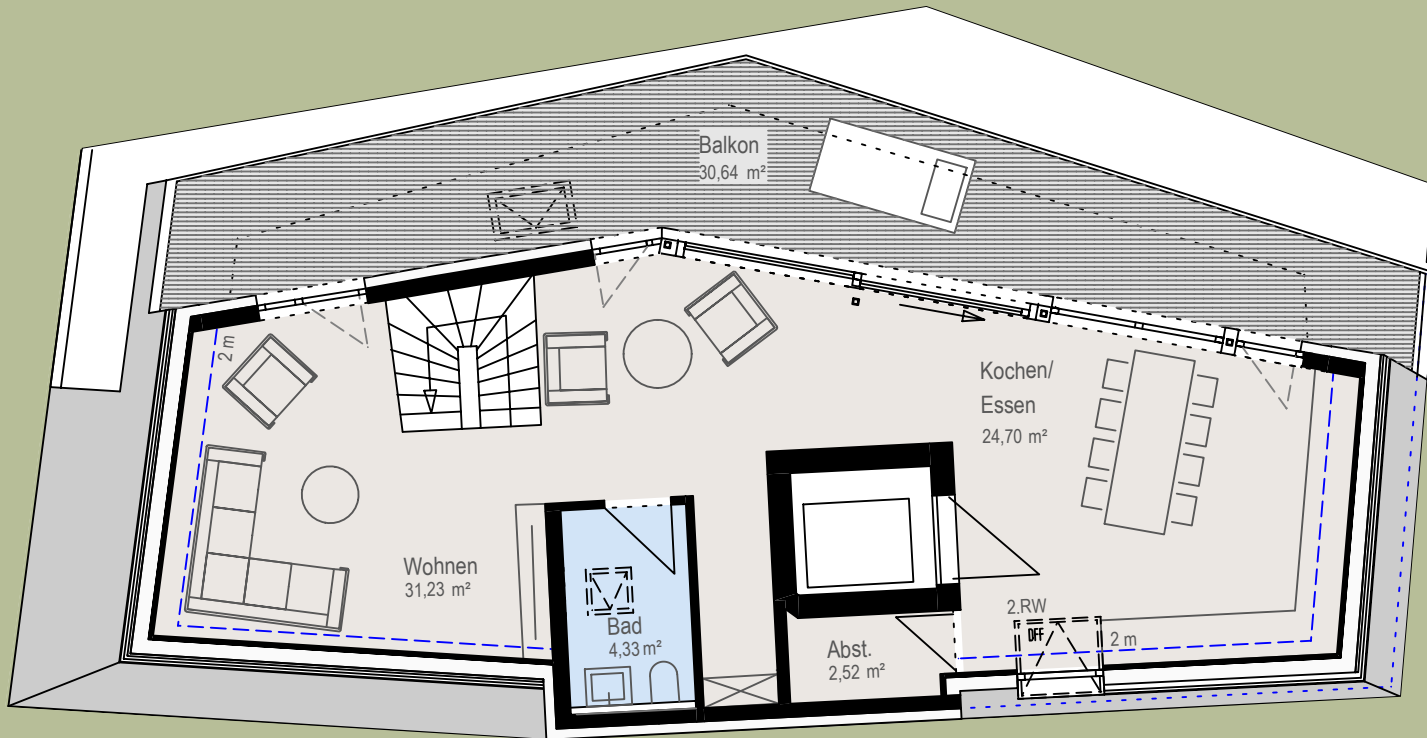 Balkon
30,64 m²
2 m
Kochen/
Essen
24,70 m²
Wohnen
31,23 m²
Bad
4,33 m²
Abst.
2,52 m²
2.RW
DFF
2 m